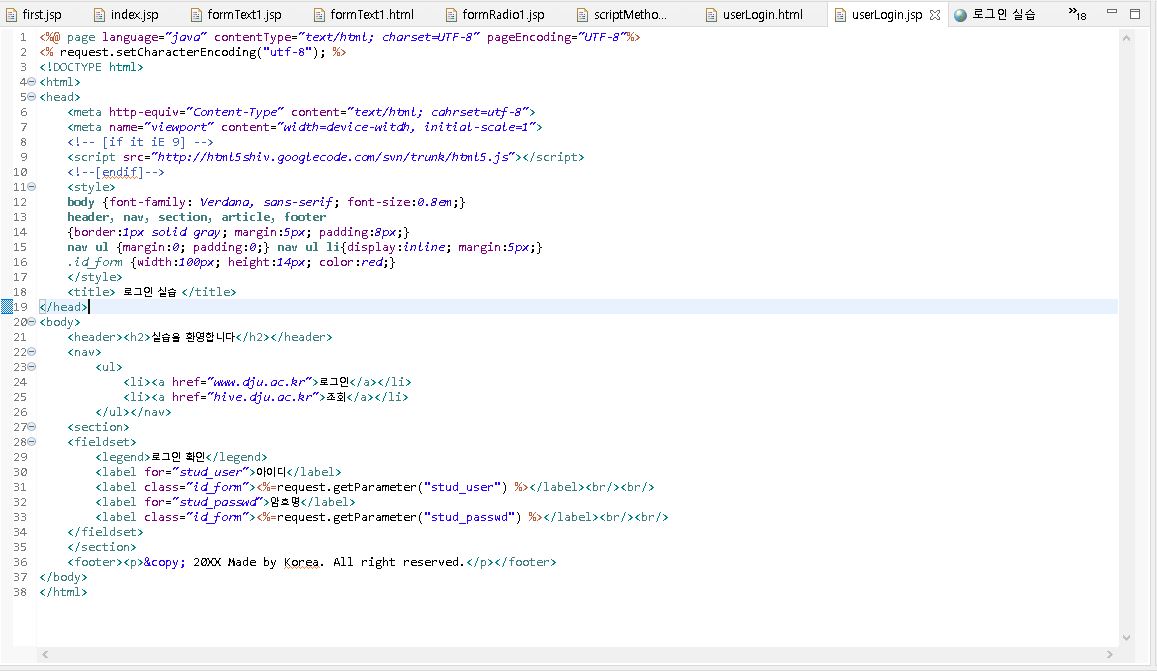 first.jsp index.jsp formText1.jsp formText1.html formRadio1.jsp scriptMetho... userLogin.html userLogin.jsp 로그인 실습 18
1 <%@ page language="java" contentType="text/html; charset=UTF-8" pageEncoding="UTF-8"%>
2 <% request.setCharacterEncoding("utf-8"); %>
3 <!DOCTYPE html>
4 <html>
5 <head>
6 <meta http-equiv="Content-Type" content="text/html; cahrset=utf-8">
7 <meta name="viewport" content="width=device-witdh, initial-scale=1">
8 <!-- [if it iE 9] -->
9 <script src="http://html5shiv.googlecode.com/svn/trunk/html5.js"></script>
10 <!--[endif]-->
11 <style>
12 body {font-family: Verdana, sans-serif; font-size:0.8em;}
13 header, nav, section, article, footer
14 {border:1px solid gray; margin:5px; padding:8px;}
15 nav ul {margin:0; padding:0;} nav ul li{display:inline; margin:5px;}
16 .id_form {width:100px; height:14px; color:red;}
17 </style>
18 <title> 로그인 실습 </title>
19 </head>
20 <body>
21 <header><h2>실습을 환영합니다</h2></header>
22 <nav>
23 <ul>
24 <li><a href="www.dju.ac.kr">로그인</a></li>
25 <li><a href="hive.dju.ac.kr">조회</a></li>
26 </ul></nav>
27 <section>
28 <fieldset>
29 <legend>로그인 확인</legend>
30 <label for="stud_user">아이디</label>
31 <label class="id_form"><%=request.getParameter("stud_user") %></label><br/><br/>
32 <label for="stud_passwd">암호명</label>
33 <label class="id_form"><%=request.getParameter("stud_passwd") %></label><br/><br/>
34 </fieldset>
35 </section>
36 <footer><p>&copy; 20XX Made by Korea. All right reserved.</p></footer>
37 </body>
38 </html>